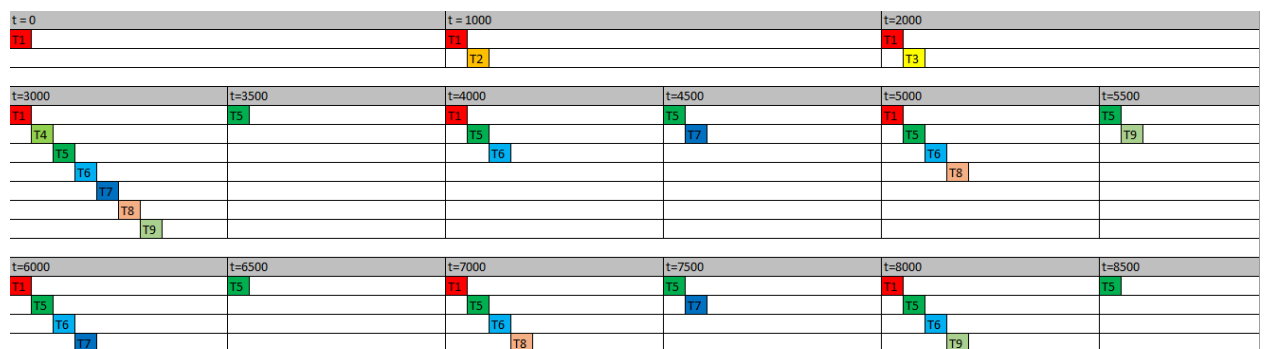 t = 0 t = 1000 t=2000
T1 T1 T1
T2 T3
t=3000 t=3500 t=4000 t=4500 t=5000 t=5500
T1 T5 T1 T5 T1 T5
T4 T5 T7 T5 T9
T5 T6 T6
T6 T8
T7
T8
T9
t=6000 t=6500 t=7000 t=7500 t=8000 t=8500
T1 T5 T1 T5 T1 T5
T5 T5 T7 T5
T6 T6 T6
T7 T8 T9